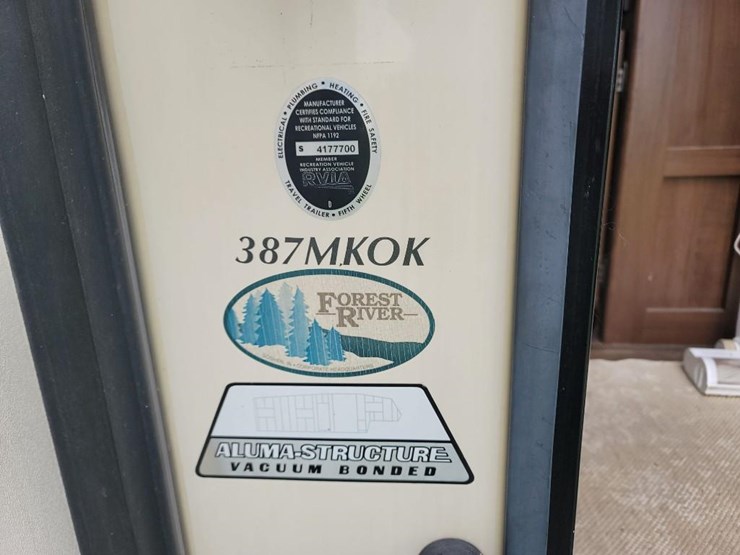 ELECTRICAL • PLUMBING • HEATING • FIRE SAFETY
MANUFACTURER
CERTIFIES COMPLIANCE
WITH STANDARD FOR
RECREATIONAL VEHICLES
NFPA 1192
S 4177700
MEMBER
RECREATION VEHICLE
INDUSTRY ASSOCIATION
RVIA
TRAVEL TRAILER • FIFTH WHEEL
387MKOK
FOREST
RIVER
ALUMA-STRUCTURE
VACUUM BONDED